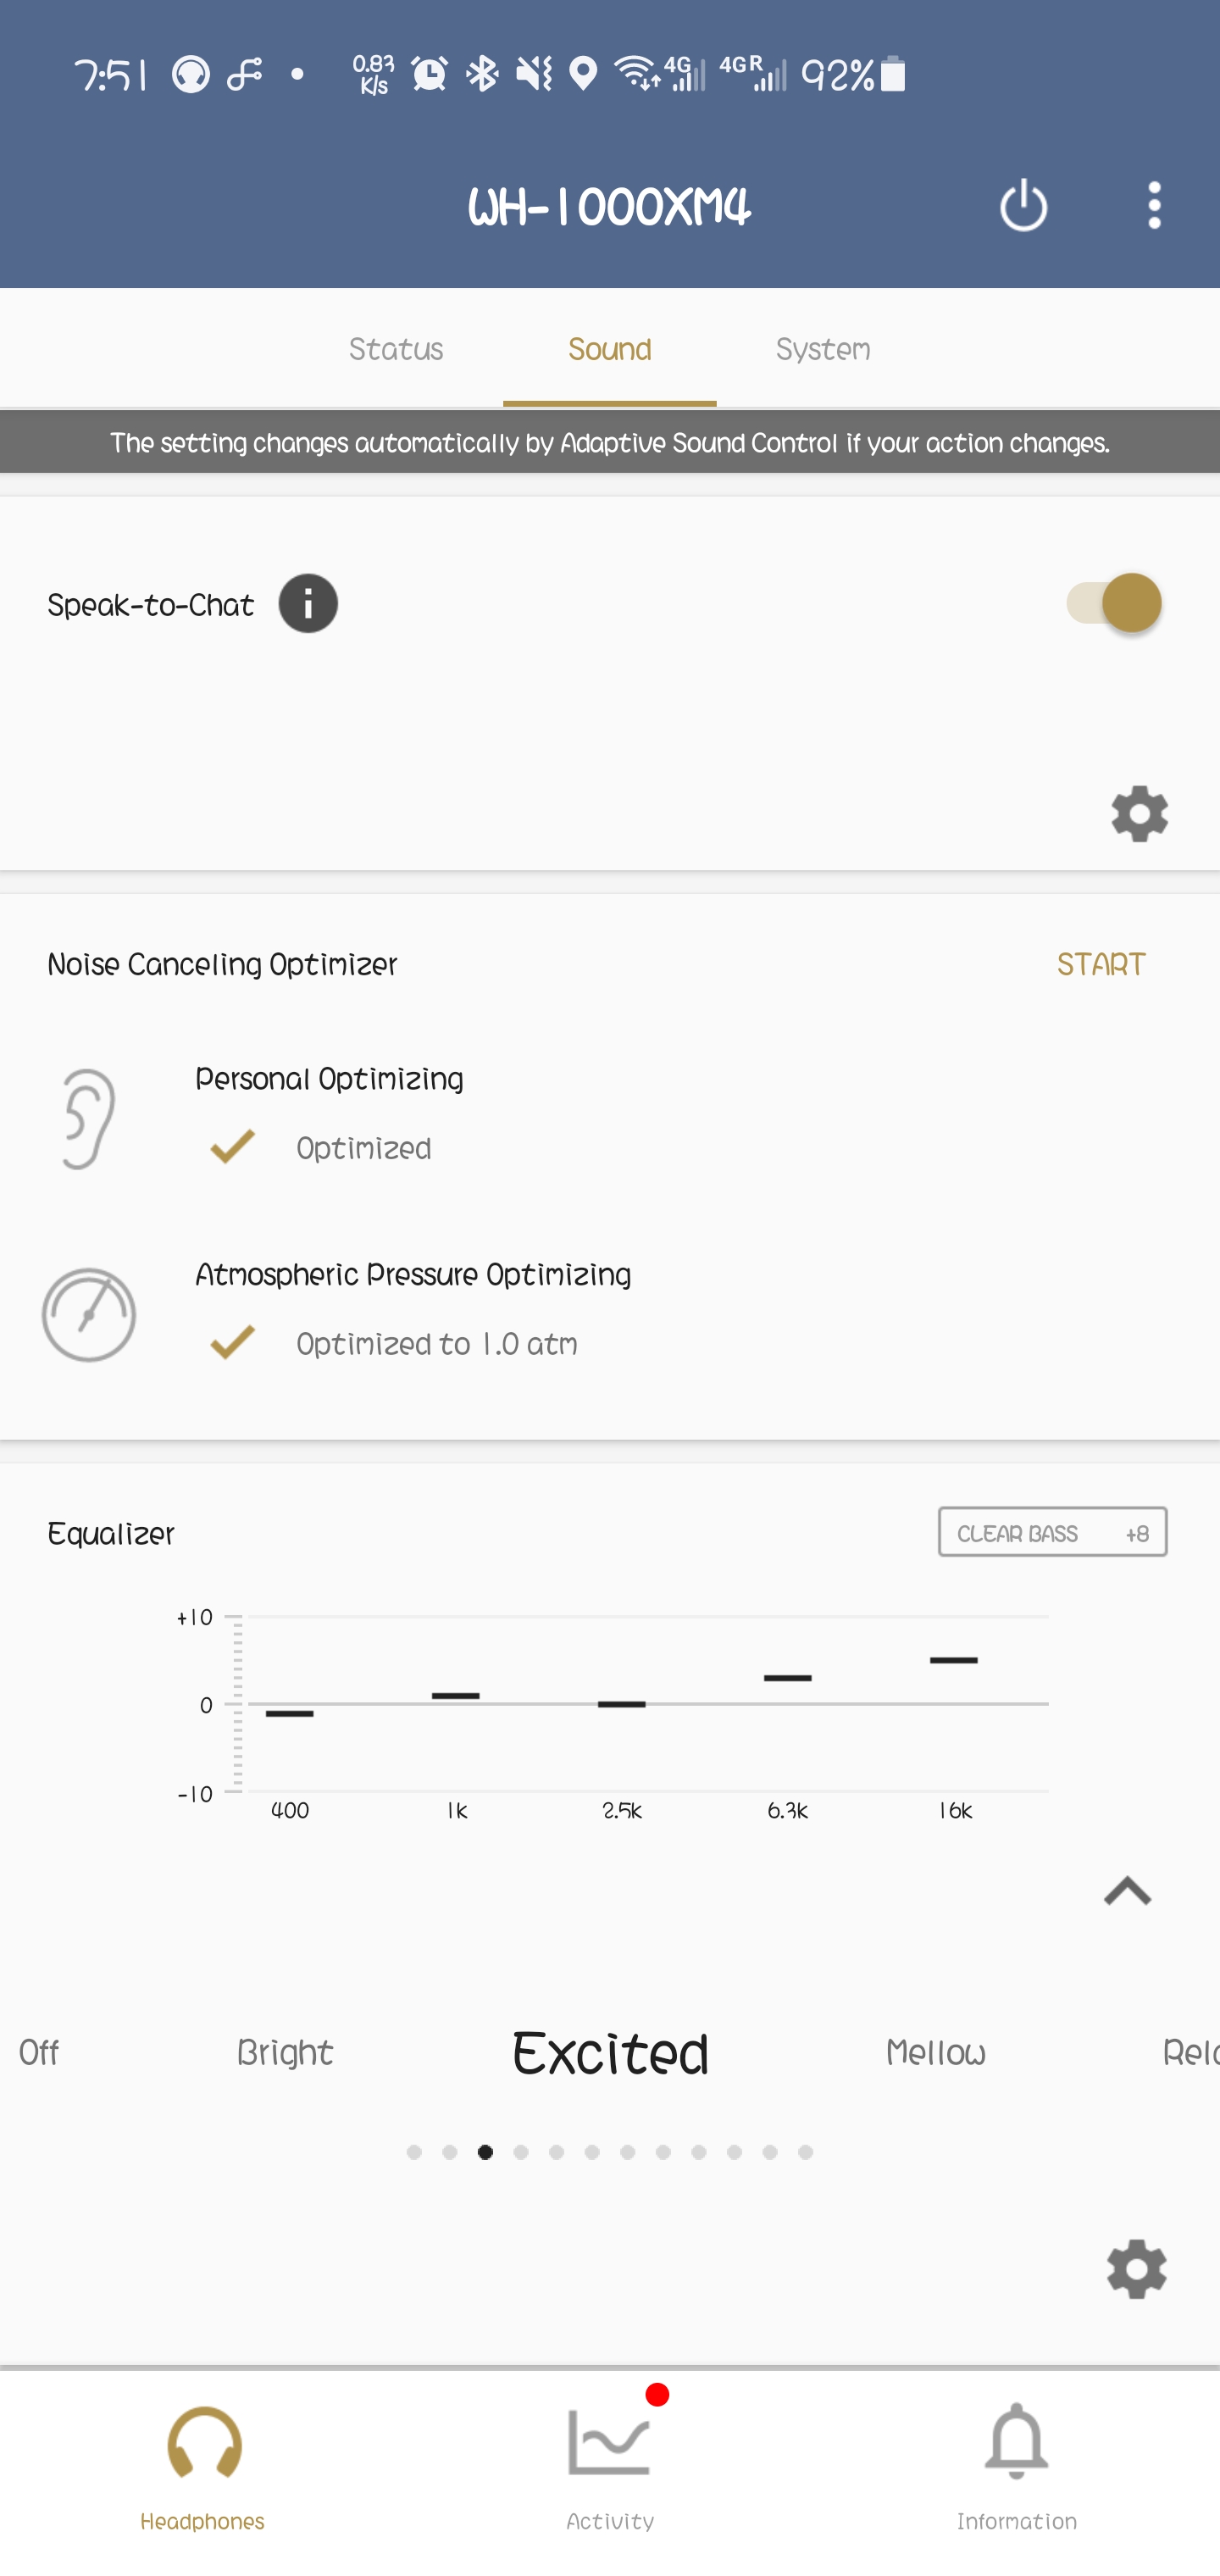 7:51 0.83 K/s 4G 4G R 92%
WH-1000XM4
Status Sound System
The setting changes automatically by Adaptive Sound Control if your action changes.
Speak-to-Chat i
Noise Canceling Optimizer START
Personal Optimizing
Optimized
Atmospheric Pressure Optimizing
Optimized to 1.0 atm
Equalizer CLEAR BASS +8
+10
0
-10
400 1k 2.5k 6.3k 16k
Off Bright Excited Mellow
Headphones Activity Information